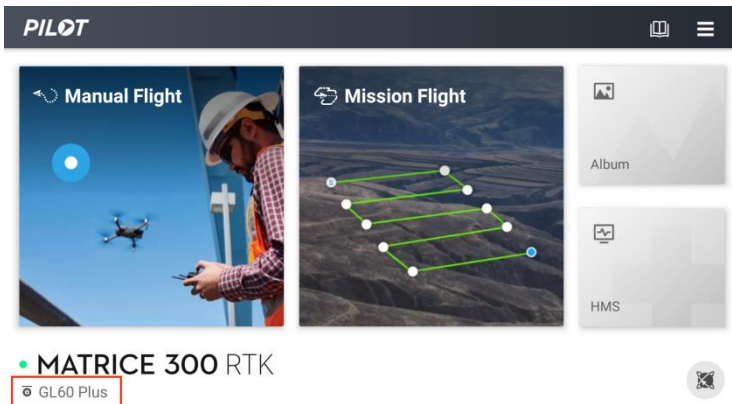 PILOT
Manual Flight
Mission Flight
Album
HMS
MATRICE 300 RTK
GL60 Plus